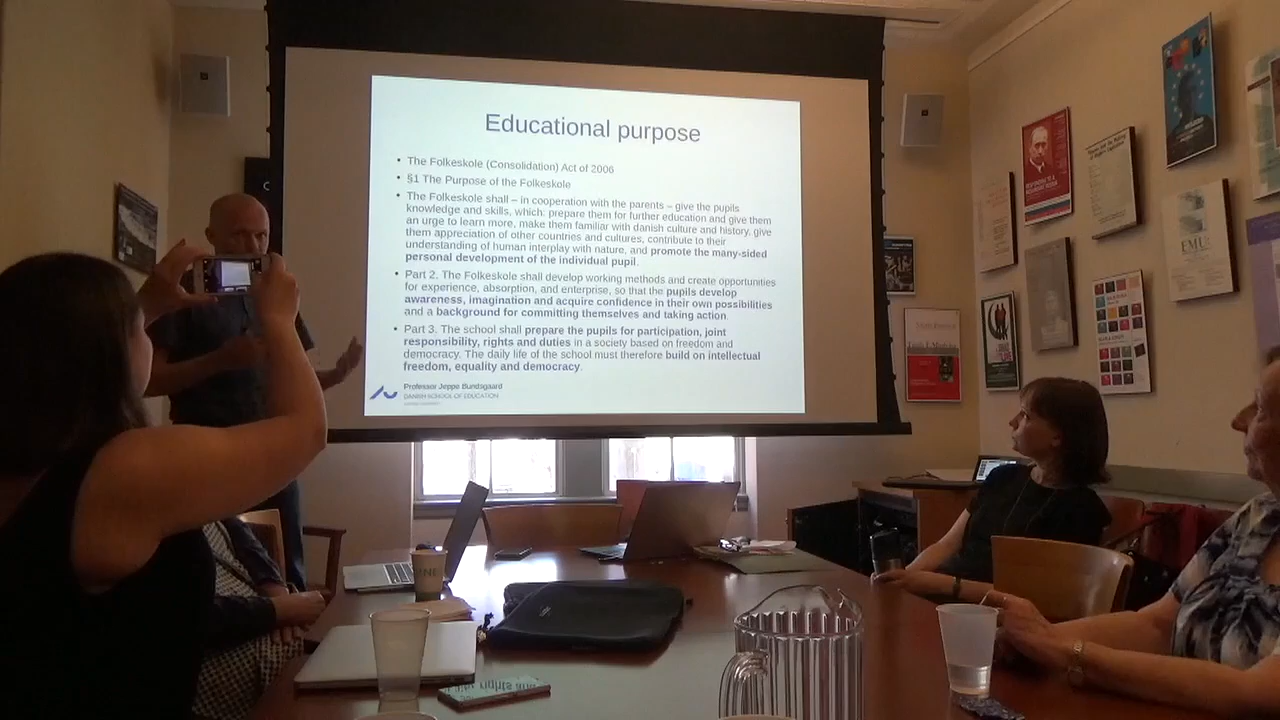 Educational purpose
• The Folkeskole (Consolidation) Act of 2006
• §1 The Purpose of the Folkeskole
• The Folkeskole shall – in cooperation with the parents – give the pupils
knowledge and skills, which: prepare them for further education and give them
an urge to learn more, make them familiar with danish culture and history, give
them appreciation of other countries and cultures, contribute to their
understanding of human interplay with nature, and promote the many-sided
personal development of the individual pupil.
• Part 2. The Folkeskole shall develop working methods and create opportunities
for experience, absorption, and enterprise, so that the pupils develop
awareness, imagination and acquire confidence in their own possibilities
and a background for committing themselves and taking action.
• Part 3. The school shall prepare the pupils for participation, joint
responsibility, rights and duties in a society based on freedom and
democracy. The daily life of the school must therefore build on intellectual
freedom, equality and democracy.
Professor Jeppe Bundsgaard
DANISH SCHOOL OF EDUCATION
EMU: